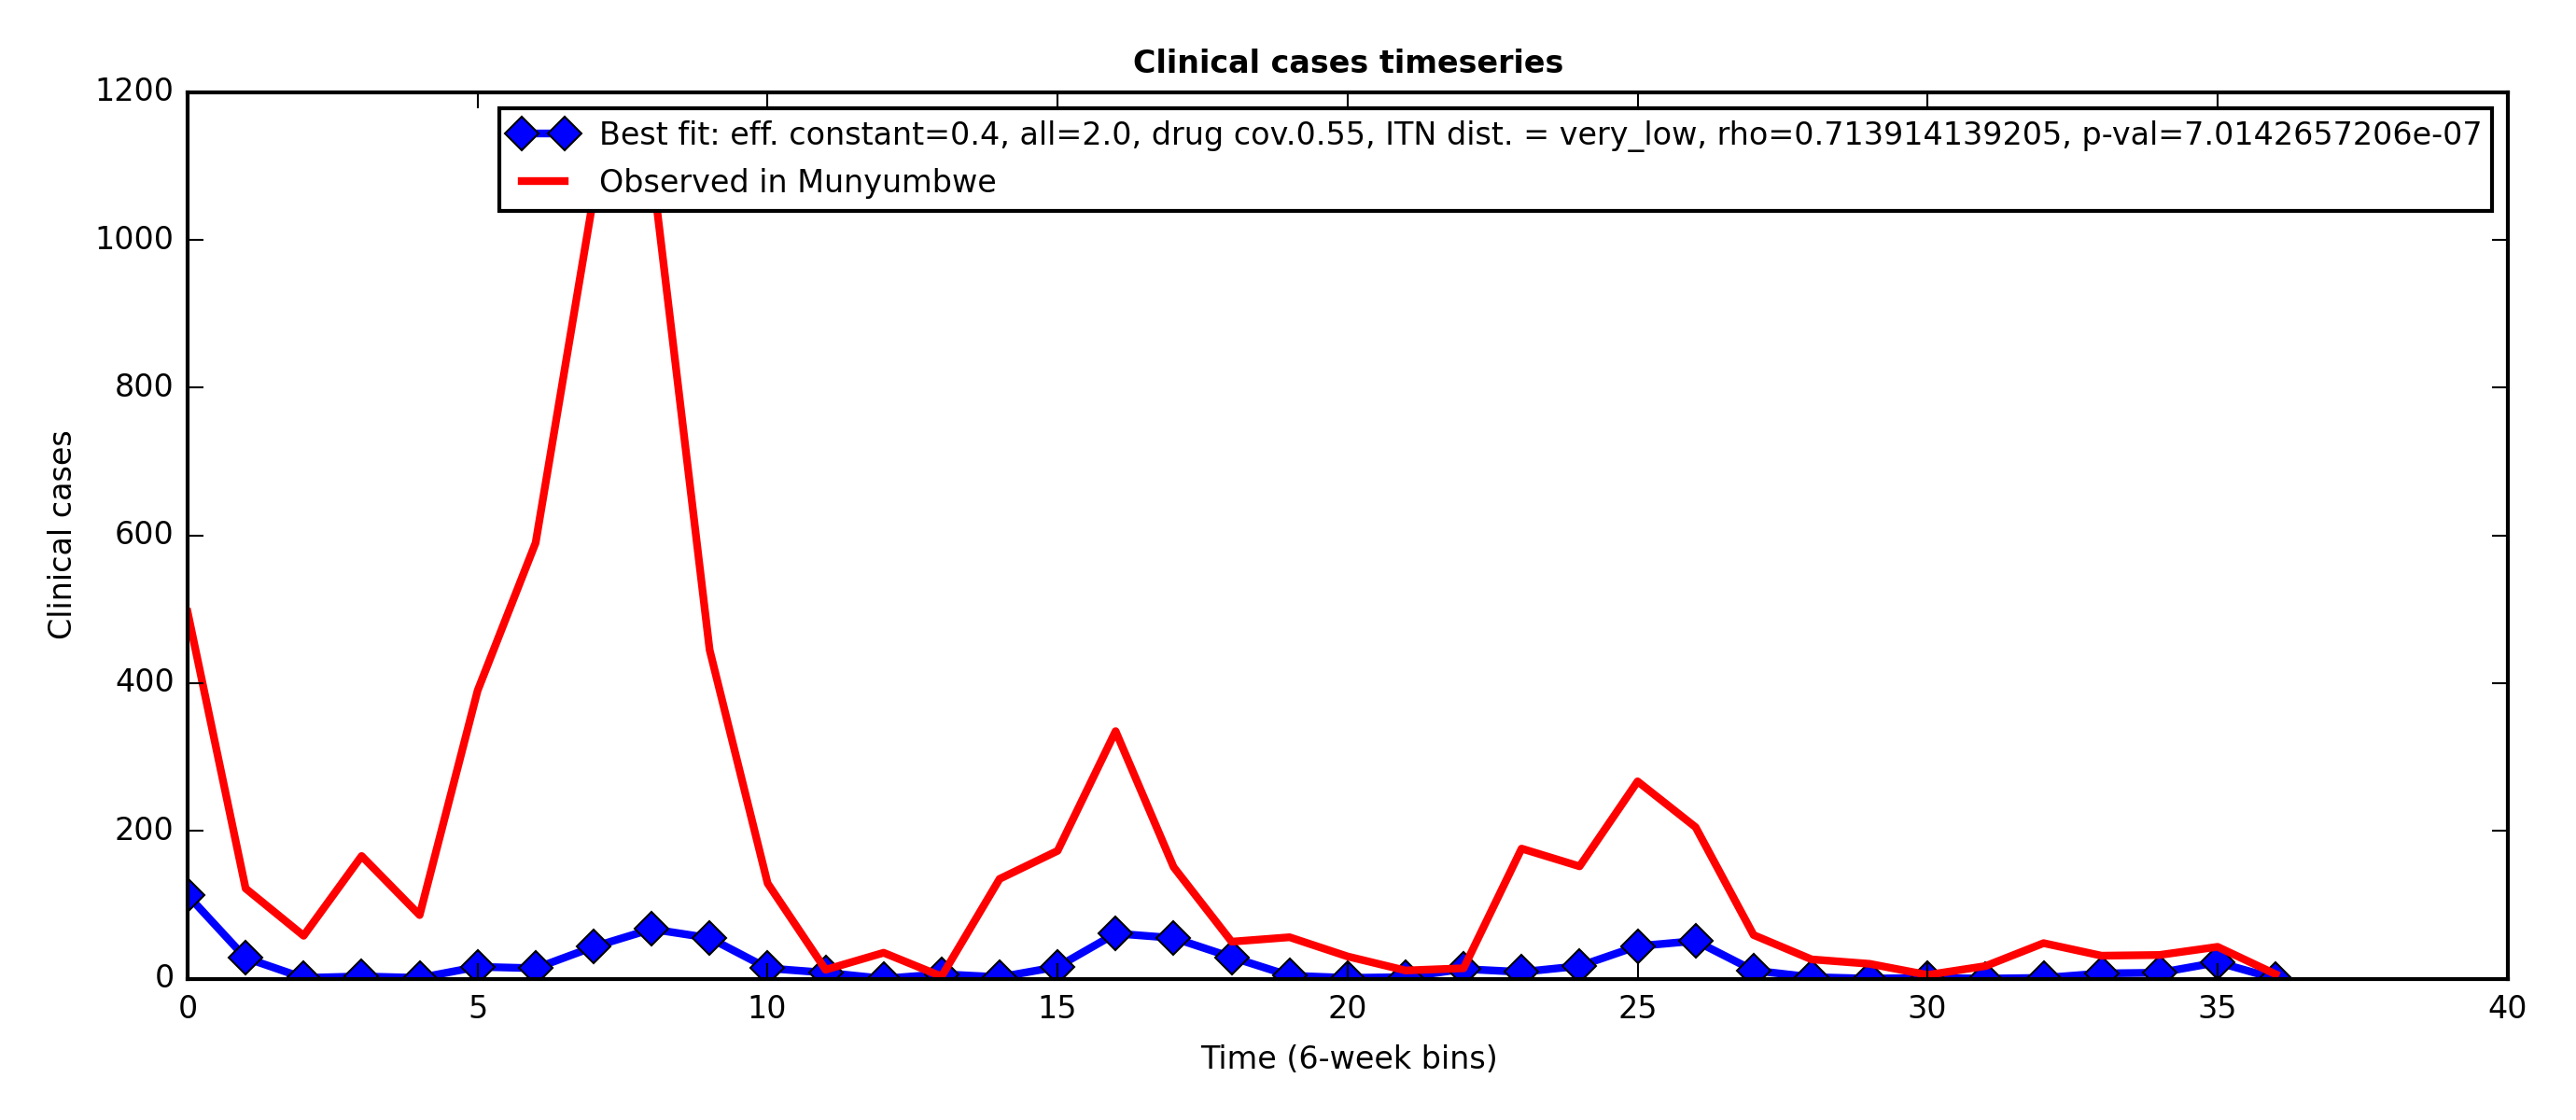 Clinical cases timeseries
1200
1000
800
600
400
200
0
Clinical cases
Best fit: eff. constant=0.4, all=2.0, drug cov.0.55, ITN dist. = very_low, rho=0.713914139205, p-val=7.0142657206e-07
Observed in Munyumbwe
0 5 10 15 20 25 30 35 40
Time (6-week bins)